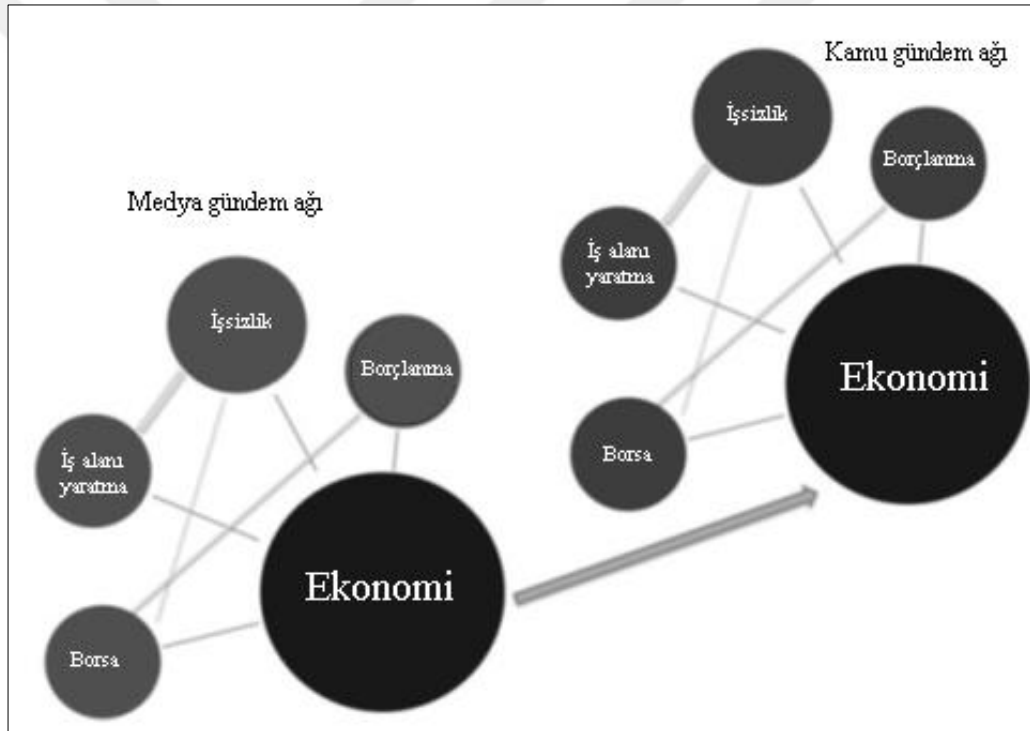 Kamu gündem ağı
İşsizlik
Borçlanma
İş alanı
yaratma
Ekonomi
Borsa
Medya gündem ağı
İşsizlik
Borçlanma
İş alanı
yaratma
Ekonomi
Borsa